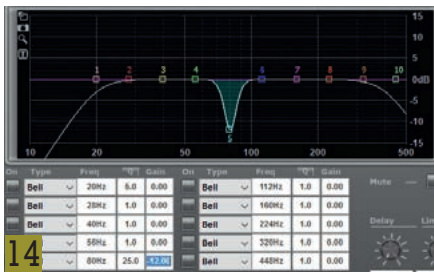 15
1 2 3 4 6 7 8 9 10
10
5
0dB
-5
-10
-15
5
10 20 50 100 200 500
On Type Freq "Q" Gain On Type Freq "Q" Gain
Bell 20Hz 6.0 0.00 Bell 112Hz 1.0 0.00 Mute
Bell 28Hz 1.0 0.00 Bell 160Hz 1.0 0.00
Bell 40Hz 1.0 0.00 Bell 224Hz 1.0 0.00 Delay Lim
Bell 56Hz 1.0 0.00 Bell 320Hz 1.0 0.00
Bell 80Hz 25.0 -12.00 Bell 448Hz 1.0 0.00
14